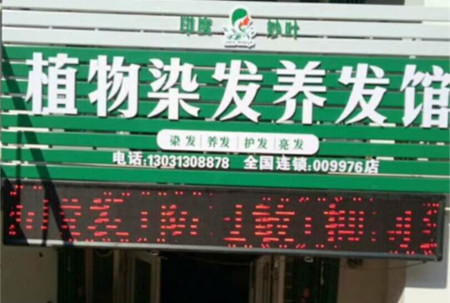 印度 妙叶
植物染发养发馆
染发 养发 护发 亮发
电话:13031308878 全国连锁:009976店